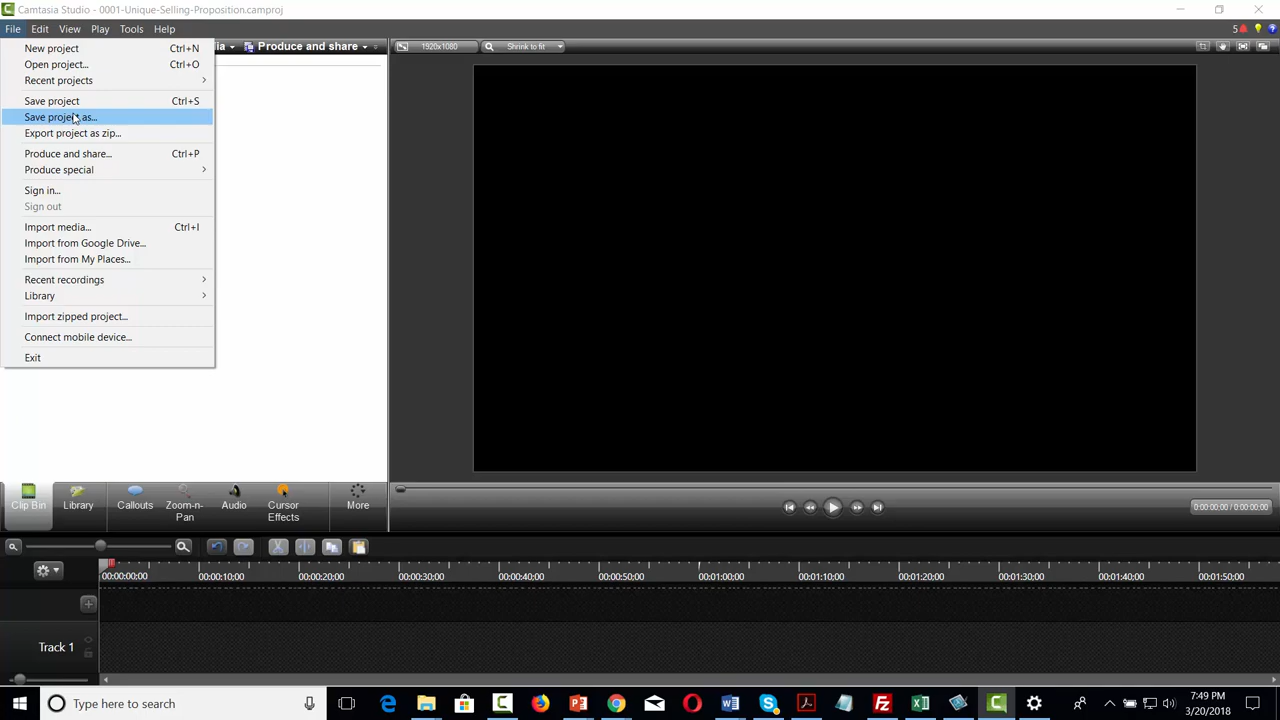 Camtasia Studio - 0001-Unique-Selling-Proposition.camproj
File Edit View Play Tools Help
5
New project Ctrl+N
Open project... Ctrl+O
Recent projects
Save project Ctrl+S
Save project as...
Export project as zip...
Produce and share... Ctrl+P
Produce special
Sign in...
Sign out
Import media... Ctrl+I
Import from Google Drive...
Import from My Places...
Recent recordings
Library
Import zipped project...
Connect mobile device...
Exit
Produce and share
1920x1080
Shrink to fit
Clip Bin
Library
Callouts
Zoom-n-
Pan
Audio
Cursor
Effects
More
0:00:00;00 / 0:00:00;00
00:00:00;00 00:00:10;00 00:00:20;00 00:00:30;00 00:00:40;00 00:00:50;00 00:01:00;00 00:01:10;00 00:01:20;00 00:01:30;00 00:01:40;00 00:01:50;00
Track 1
Type here to search
7:49 PM
3/20/2018